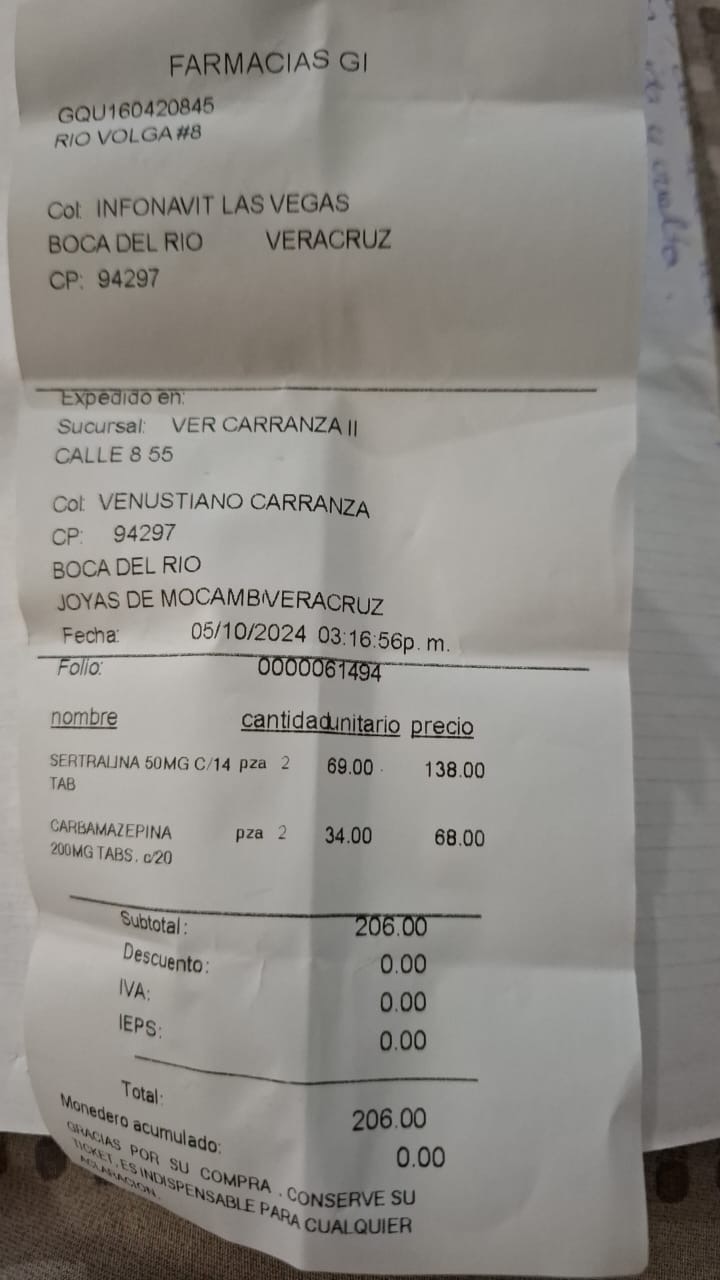 FARMACIAS GI
GQU160420845
RIO VOLGA #8
Col: INFONAVIT LAS VEGAS
BOCA DEL RIO VERACRUZ
CP: 94297
Expedido en:
Sucursal: VER CARRANZA II
CALLE 8 55
Col: VENUSTIANO CARRANZA
CP: 94297
BOCA DEL RIO
JOYAS DE MOCAMBVERACRUZ
Fecha: 05/10/2024 03:16:56p. m.
Folio: 0000061494
nombre cantidad unitario precio
SERTRALINA 50MG C/14 pza 2 69.00 138.00
TAB
CARBAMAZEPINA pza 2 34.00 68.00
200MG TABS. c/20
Subtotal: 206.00
Descuento: 0.00
IVA: 0.00
IEPS: 0.00
Total: 206.00
Monedero acumulado: 0.00
GRACIAS POR SU COMPRA . CONSERVE SU
TICKET, ES INDISPENSABLE PARA CUALQUIER
ACLARACION.